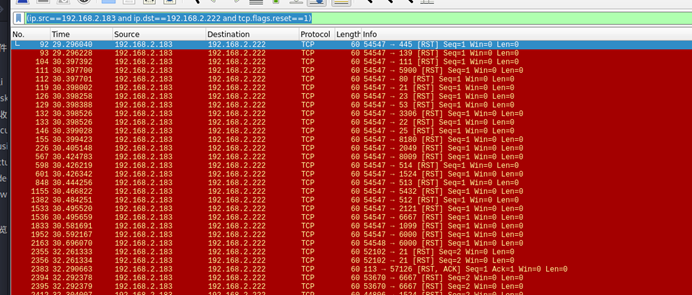 (ip.src==192.168.2.183 and ip.dst==192.168.2.222 and tcp.flags.reset==1)
No. Time Source Destination Protocol Length Info
92 29.296040 192.168.2.183 192.168.2.222 TCP 60 54547 → 445 [RST] Seq=1 Win=0 Len=0
93 29.296228 192.168.2.183 192.168.2.222 TCP 60 54547 → 139 [RST] Seq=1 Win=0 Len=0
104 30.397392 192.168.2.183 192.168.2.222 TCP 60 54547 → 111 [RST] Seq=1 Win=0 Len=0
111 30.397700 192.168.2.183 192.168.2.222 TCP 60 54547 → 5900 [RST] Seq=1 Win=0 Len=0
112 30.397701 192.168.2.183 192.168.2.222 TCP 60 54547 → 80 [RST] Seq=1 Win=0 Len=0
119 30.398002 192.168.2.183 192.168.2.222 TCP 60 54547 → 21 [RST] Seq=1 Win=0 Len=0
126 30.398258 192.168.2.183 192.168.2.222 TCP 60 54547 → 23 [RST] Seq=1 Win=0 Len=0
129 30.398388 192.168.2.183 192.168.2.222 TCP 60 54547 → 53 [RST] Seq=1 Win=0 Len=0
132 30.398526 192.168.2.183 192.168.2.222 TCP 60 54547 → 3306 [RST] Seq=1 Win=0 Len=0
133 30.398526 192.168.2.183 192.168.2.222 TCP 60 54547 → 22 [RST] Seq=1 Win=0 Len=0
146 30.399028 192.168.2.183 192.168.2.222 TCP 60 54547 → 25 [RST] Seq=1 Win=0 Len=0
155 30.399423 192.168.2.183 192.168.2.222 TCP 60 54547 → 8180 [RST] Seq=1 Win=0 Len=0
226 30.405148 192.168.2.183 192.168.2.222 TCP 60 54547 → 2049 [RST] Seq=1 Win=0 Len=0
567 30.424783 192.168.2.183 192.168.2.222 TCP 60 54547 → 8009 [RST] Seq=1 Win=0 Len=0
598 30.426219 192.168.2.183 192.168.2.222 TCP 60 54547 → 514 [RST] Seq=1 Win=0 Len=0
601 30.426342 192.168.2.183 192.168.2.222 TCP 60 54547 → 1524 [RST] Seq=1 Win=0 Len=0
848 30.444256 192.168.2.183 192.168.2.222 TCP 60 54547 → 513 [RST] Seq=1 Win=0 Len=0
1155 30.466822 192.168.2.183 192.168.2.222 TCP 60 54547 → 5432 [RST] Seq=1 Win=0 Len=0
1382 30.484251 192.168.2.183 192.168.2.222 TCP 60 54547 → 512 [RST] Seq=1 Win=0 Len=0
1533 30.495520 192.168.2.183 192.168.2.222 TCP 60 54547 → 2121 [RST] Seq=1 Win=0 Len=0
1536 30.495659 192.168.2.183 192.168.2.222 TCP 60 54547 → 6667 [RST] Seq=1 Win=0 Len=0
1833 30.581691 192.168.2.183 192.168.2.222 TCP 60 54547 → 1099 [RST] Seq=1 Win=0 Len=0
1952 30.592167 192.168.2.183 192.168.2.222 TCP 60 54547 → 6000 [RST] Seq=1 Win=0 Len=0
2163 30.696070 192.168.2.183 192.168.2.222 TCP 60 54548 → 6000 [RST] Seq=1 Win=0 Len=0
2355 32.261333 192.168.2.183 192.168.2.222 TCP 60 52102 → 21 [RST] Seq=2 Win=0 Len=0
2356 32.261334 192.168.2.183 192.168.2.222 TCP 60 52102 → 21 [RST] Seq=2 Win=0 Len=0
2383 32.290663 192.168.2.183 192.168.2.222 TCP 60 113 → 57126 [RST, ACK] Seq=1 Ack=1 Win=0 Len=0
2394 32.292378 192.168.2.183 192.168.2.222 TCP 60 53670 → 6667 [RST] Seq=2 Win=0 Len=0
2395 32.292379 192.168.2.183 192.168.2.222 TCP 60 53670 → 6667 [RST] Seq=2 Win=0 Len=0